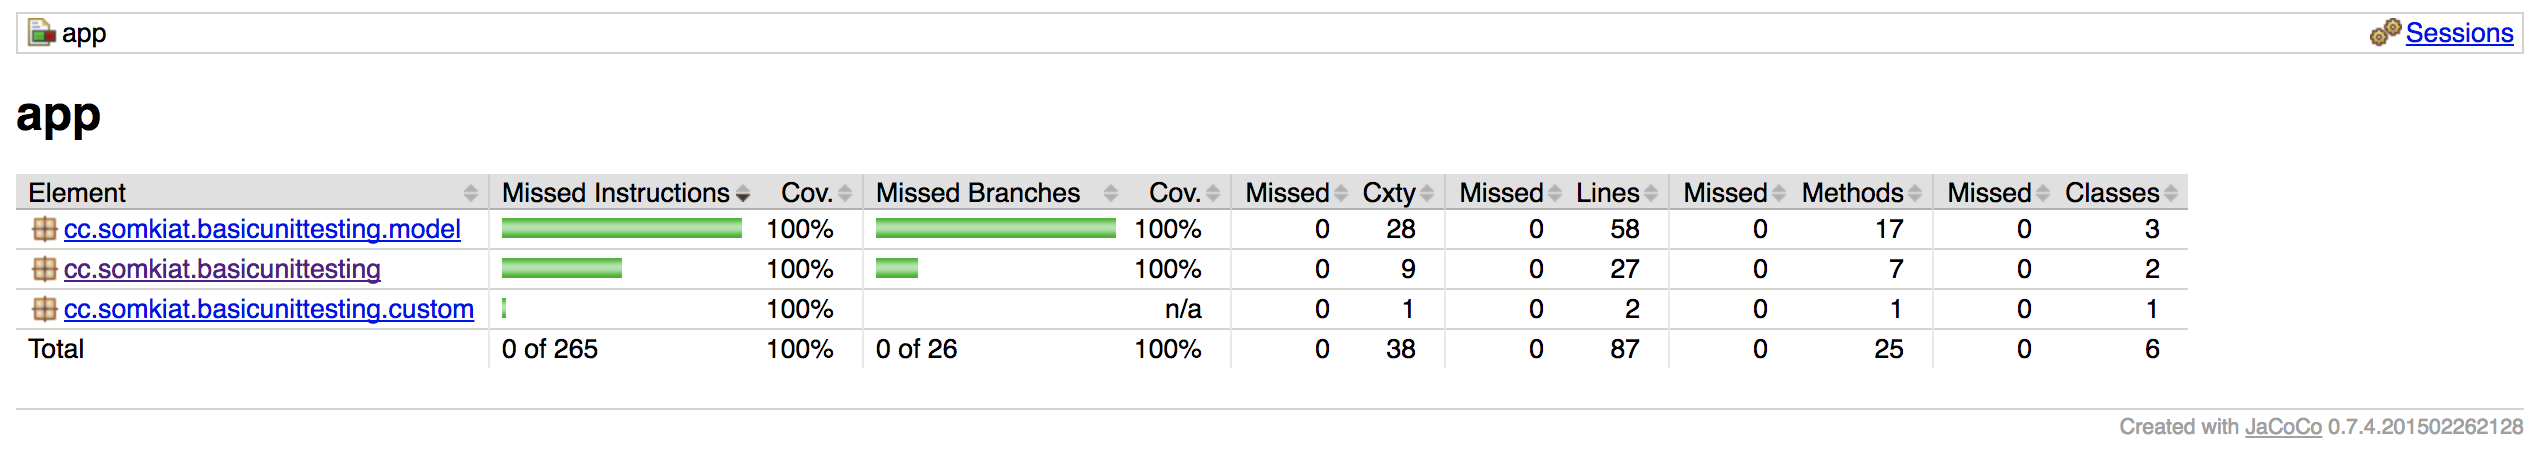 app Sessions
app
Element Missed Instructions Cov. Missed Branches Cov. Missed Cxty Missed Lines Missed Methods Missed Classes
cc.somkiat.basicunittesting.model 100% 100% 0 28 0 58 0 17 0 3
cc.somkiat.basicunittesting 100% 100% 0 9 0 27 0 7 0 2
cc.somkiat.basicunittesting.custom 100% n/a 0 1 0 2 0 1 0 1
Total 0 of 265 100% 0 of 26 100% 0 38 0 87 0 25 0 6
Created with JaCoCo 0.7.4.201502262128